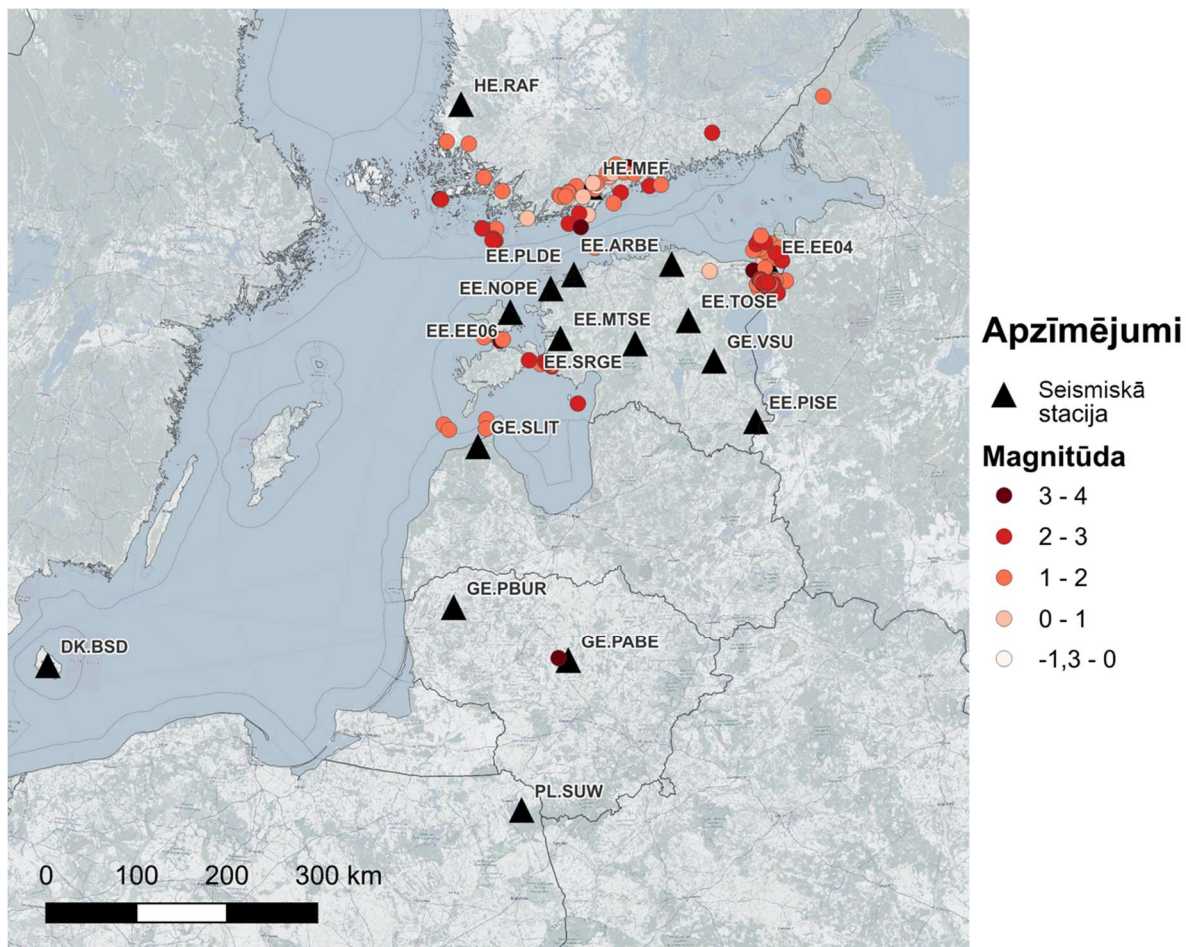 HE.RAF
HE.MEF
EE.ARBE
EE.EE04
EE.PLDE
EE.NOPE
EE.TOSE
EE.MTSE
EE.EE06
GE.VSU
EE.SRGE
EE.PISE
GE.SLIT
GE.PBUR
GE.PABE
DK.BSD
PL.SUW
0 100 200 300 km
Apzīmējumi
Seismiskā
stacija
Magnitūda
3 - 4
2 - 3
1 - 2
0 - 1
-1,3 - 0